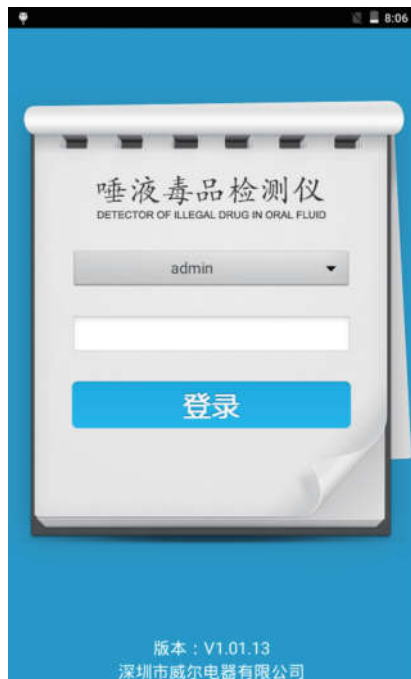 8:06
唾液毒品检测仪
DETECTOR OF ILLEGAL DRUG IN ORAL FLUID
admin
登录
版本：V1.01.13
深圳市威尔电器有限公司